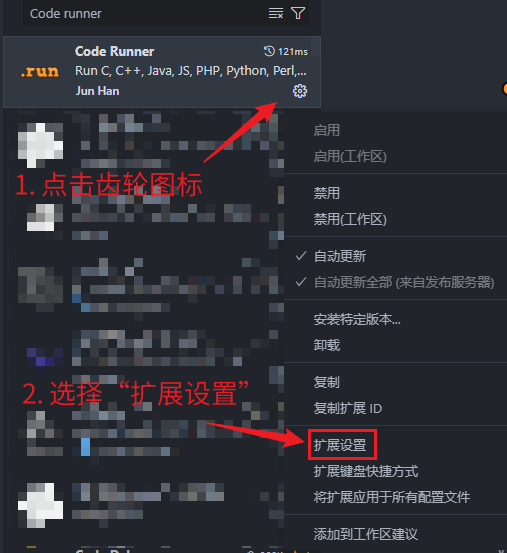 Code runner
Code Runner
121ms
.run
Run C, C++, Java, JS, PHP, Python, Perl,...
Jun Han
1. 点击齿轮图标
2. 选择“扩展设置”
启用
启用(工作区)
禁用
禁用(工作区)
自动更新
自动更新全部 (来自发布服务器)
安装特定版本...
卸载
复制
复制扩展 ID
扩展设置
扩展键盘快捷方式
将扩展应用于所有配置文件
添加到工作区建议